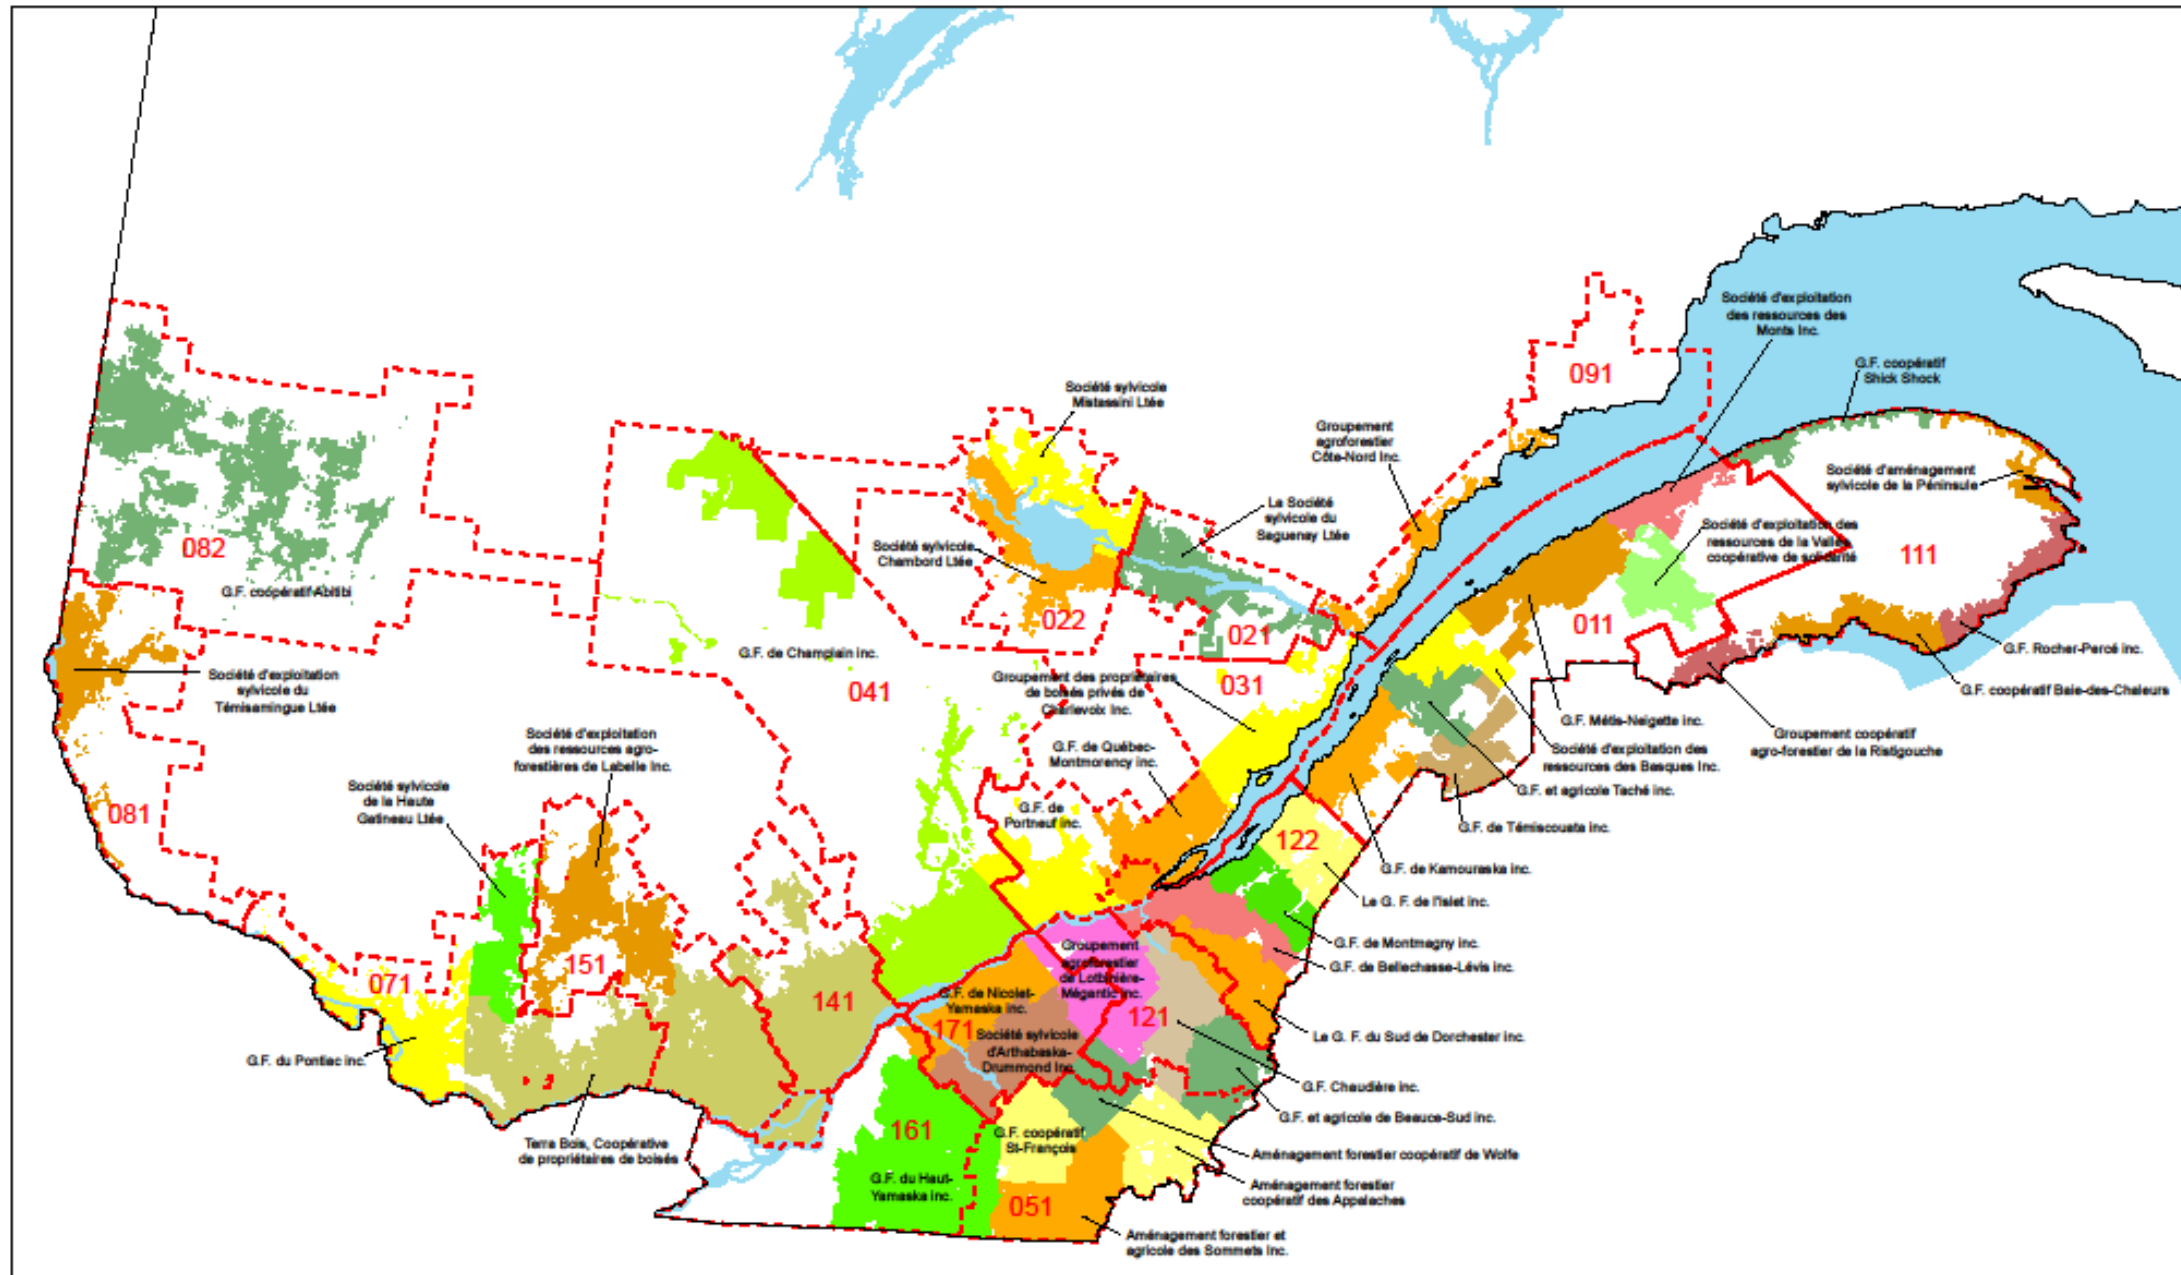 Société d'exploitation
des ressources des
Monts Inc.
091
G.F. coopératif
Shick Shock
Société sylvicole
Mistassini Ltée
Groupement
agroforestier
Côte-Nord Inc.
Société d'aménagement
sylvicole de la Péninsule
La Société
sylvicole du
Saguenay Ltée
Société d'exploitation des
ressources de la Vallée
coopérative de solidarité
082
Société sylvicole
Chambord Ltée
111
G.F. coopératif Abitibi
022
021
011
G.F. de Champlain inc.
G.F. Rocher-Percé inc.
Société d'exploitation
sylvicole du
Témisamingue Ltée
041
Groupement des propriétaires
de boisés privés de
Charlevoix Inc.
031
G.F. coopératif Baie-des-Chaleurs
G.F. Métis-Neigette inc.
Groupement coopératif
agro-forestier de la Ristigouche
Société d'exploitation
des ressources agro-
forestières de Labelle Inc.
G.F. de Québec-
Montmorency inc.
Société d'exploitation des
ressources des Basques Inc.
G.F. et agricole Taché inc.
Société sylvicole
de la Haute
Gatineau Ltée
081
G.F. de
Portneuf inc.
G.F. de Témiscouata inc.
122
G.F. de Kamouraska inc.
Le G. F. de l'Islet inc.
G.F. de Montmagny inc.
G.F. de Bellechasse-Lévis inc.
071
151
141
Groupement
agroforestier
de Lotbinière-
Mégantic inc.
G.F. de Nicolet-
Yamaska inc.
171
121
Société sylvicole
d'Arthabaska-
Drummond Inc.
Le G. F. du Sud de Dorchester inc.
G.F. du Pontiac inc.
G.F. Chaudière inc.
G.F. et agricole de Beauce-Sud inc.
161
G.F. coopératif
St-François
Terra Bois, Coopérative
de propriétaires de boisés
Aménagement forestier coopératif de Wolfe
G.F. du Haut-
Yamaska inc.
Aménagement forestier
coopératif des Appalaches
051
Aménagement forestier et
agricole des Sommets Inc.